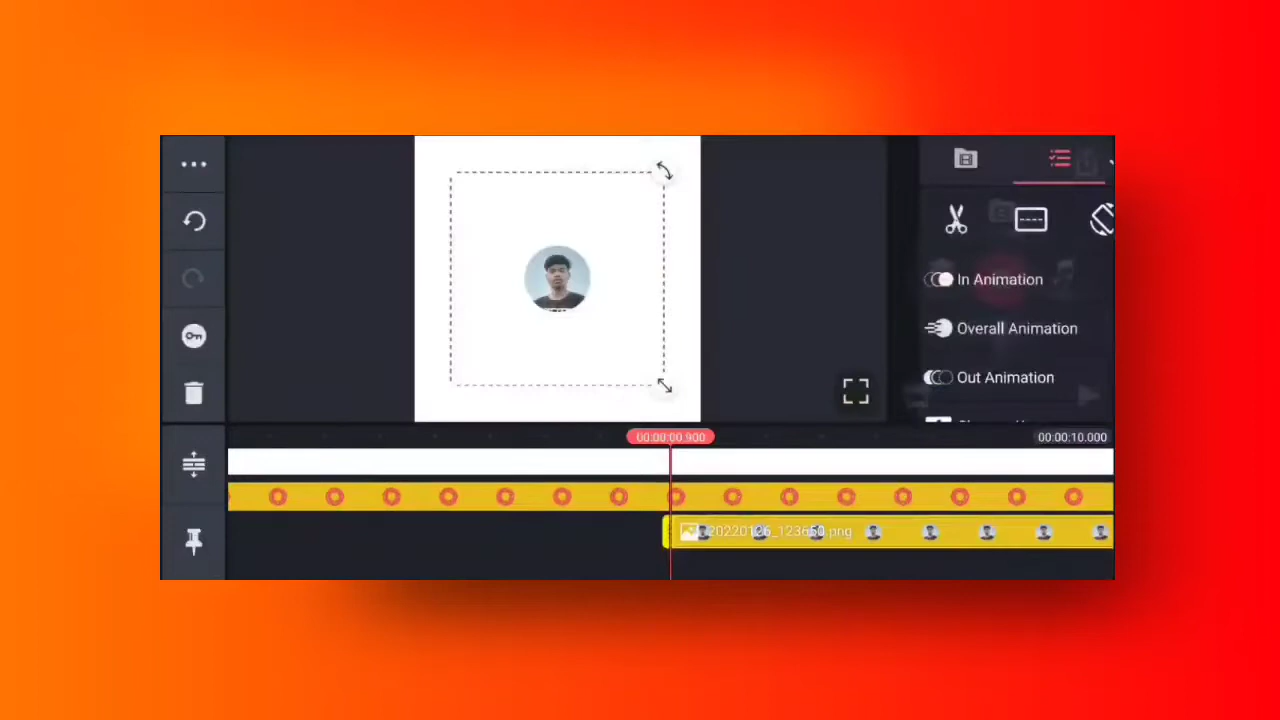 In Animation
Overall Animation
Out Animation
00:00:00.900
00:00:10.000
20220126_123650.png